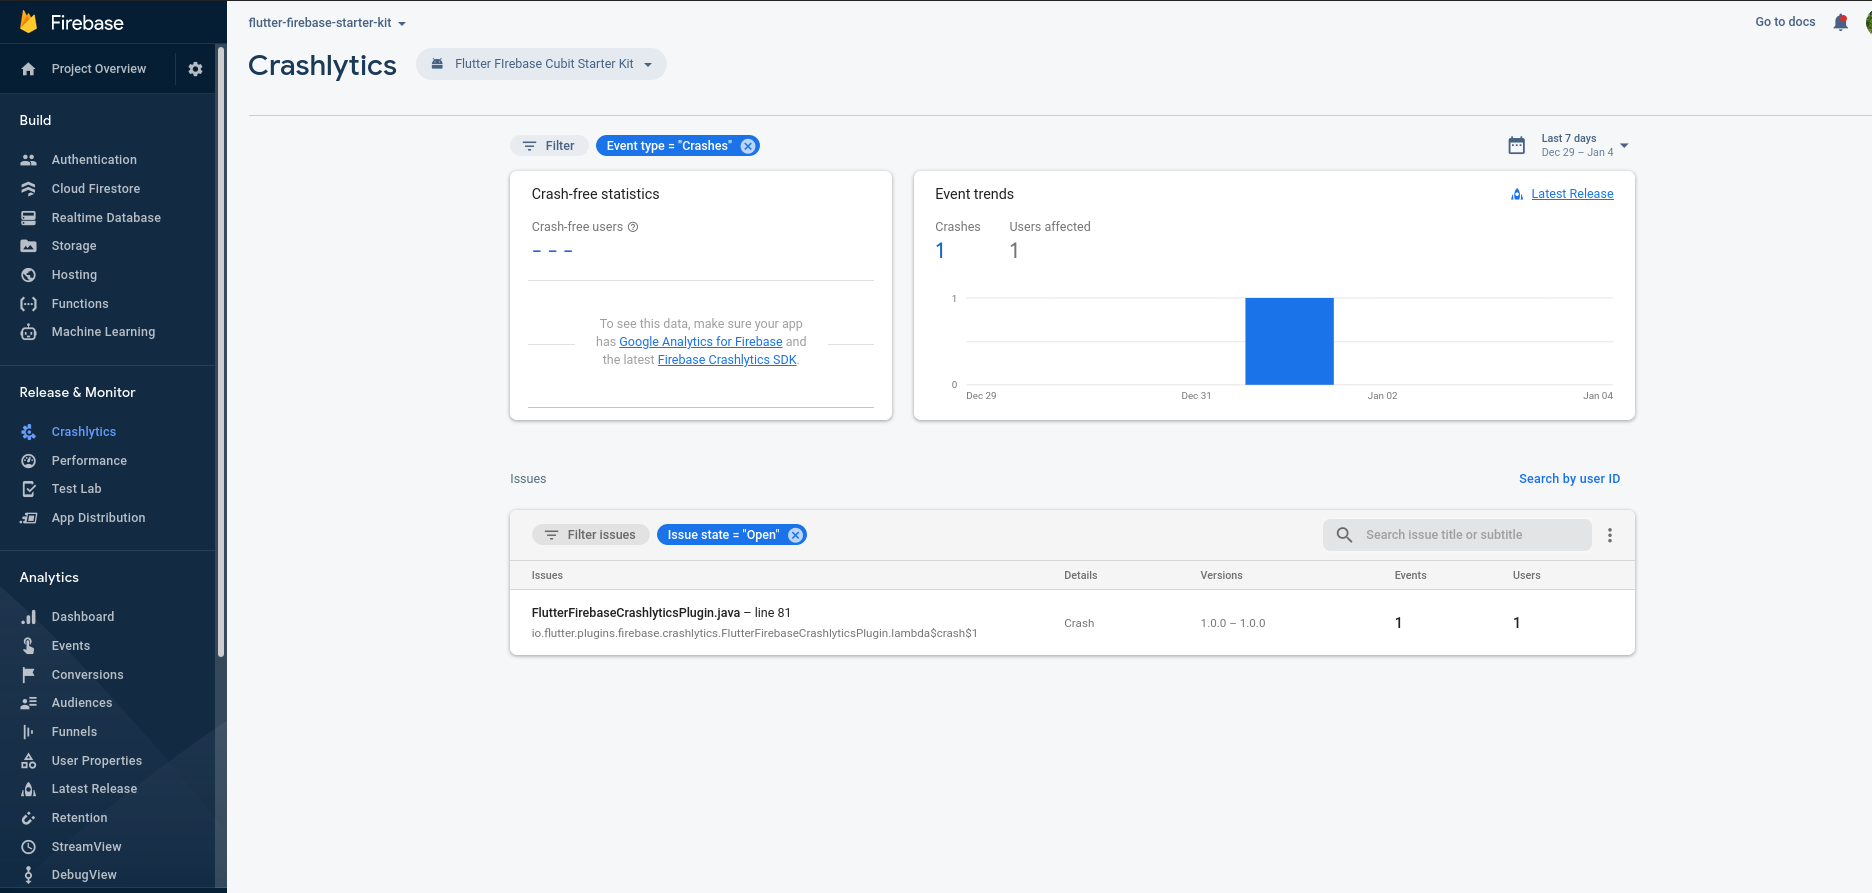 Firebase
Project Overview
Build
Authentication
Cloud Firestore
Realtime Database
Storage
Hosting
Functions
Machine Learning
Release & Monitor
Crashlytics
Performance
Test Lab
App Distribution
Analytics
Dashboard
Events
Conversions
Audiences
Funnels
User Properties
Latest Release
Retention
StreamView
DebugView
flutter-firebase-starter-kit
Go to docs
Crashlytics
Flutter FIrebase Cubit Starter Kit
Filter
Event type = "Crashes"
Last 7 days
Dec 29 – Jan 4
Crash-free statistics
Crash-free users
---
To see this data, make sure your app
has Google Analytics for Firebase and
the latest Firebase Crashlytics SDK.
Event trends
Latest Release
Crashes Users affected
1 1
1
0
Dec 29 Dec 31 Jan 02 Jan 04
Issues
Search by user ID
Filter issues
Issue state = "Open"
Search issue title or subtitle
Issues Details Versions Events Users
FlutterFirebaseCrashlyticsPlugin.java – line 81
io.flutter.plugins.firebase.crashlytics.FlutterFirebaseCrashlyticsPlugin.lambda$crash$1
Crash 1.0.0 – 1.0.0 1 1